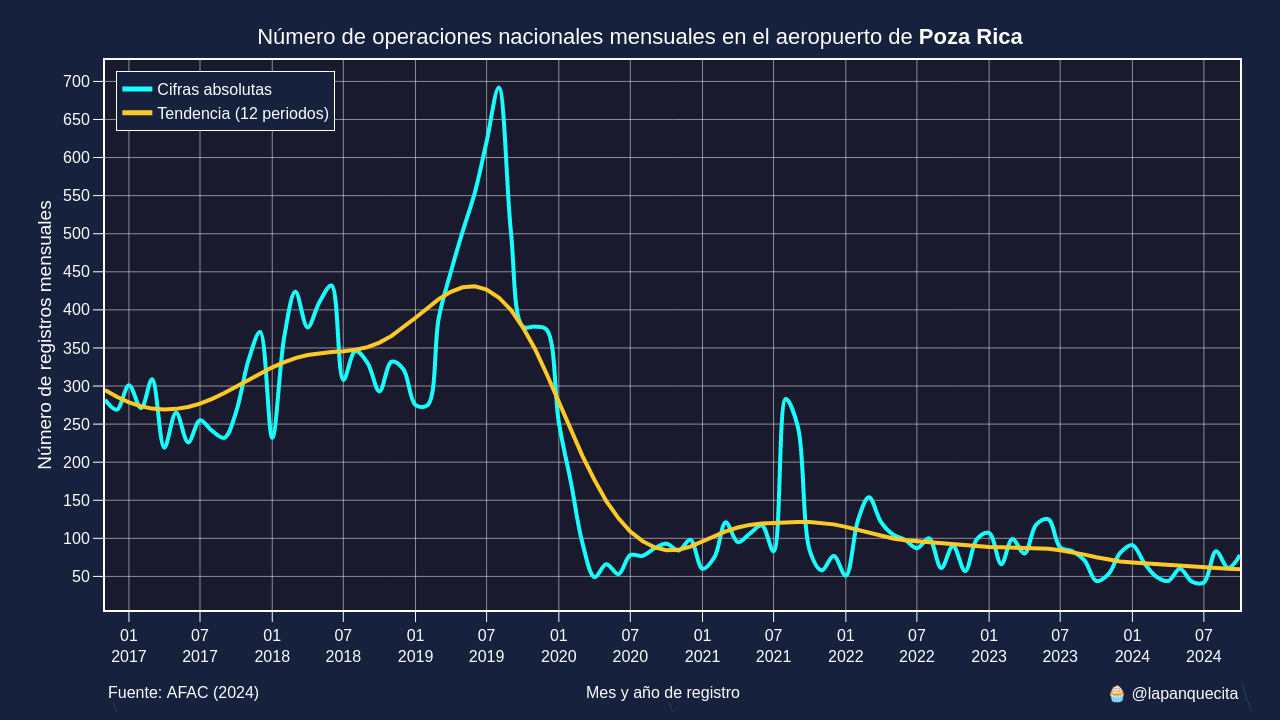 Número de operaciones nacionales mensuales en el aeropuerto de Poza Rica
Cifras absolutas
Tendencia (12 periodos)
Número de registros mensuales
700
650
600
550
500
450
400
350
300
250
200
150
100
50
01 07 01 07 01 07 01 07 01 07 01 07 01 07 01 07
2017 2017 2018 2018 2019 2019 2020 2020 2021 2021 2022 2022 2023 2023 2024 2024
Fuente: AFAC (2024) Mes y año de registro 🧁 @lapanquecita